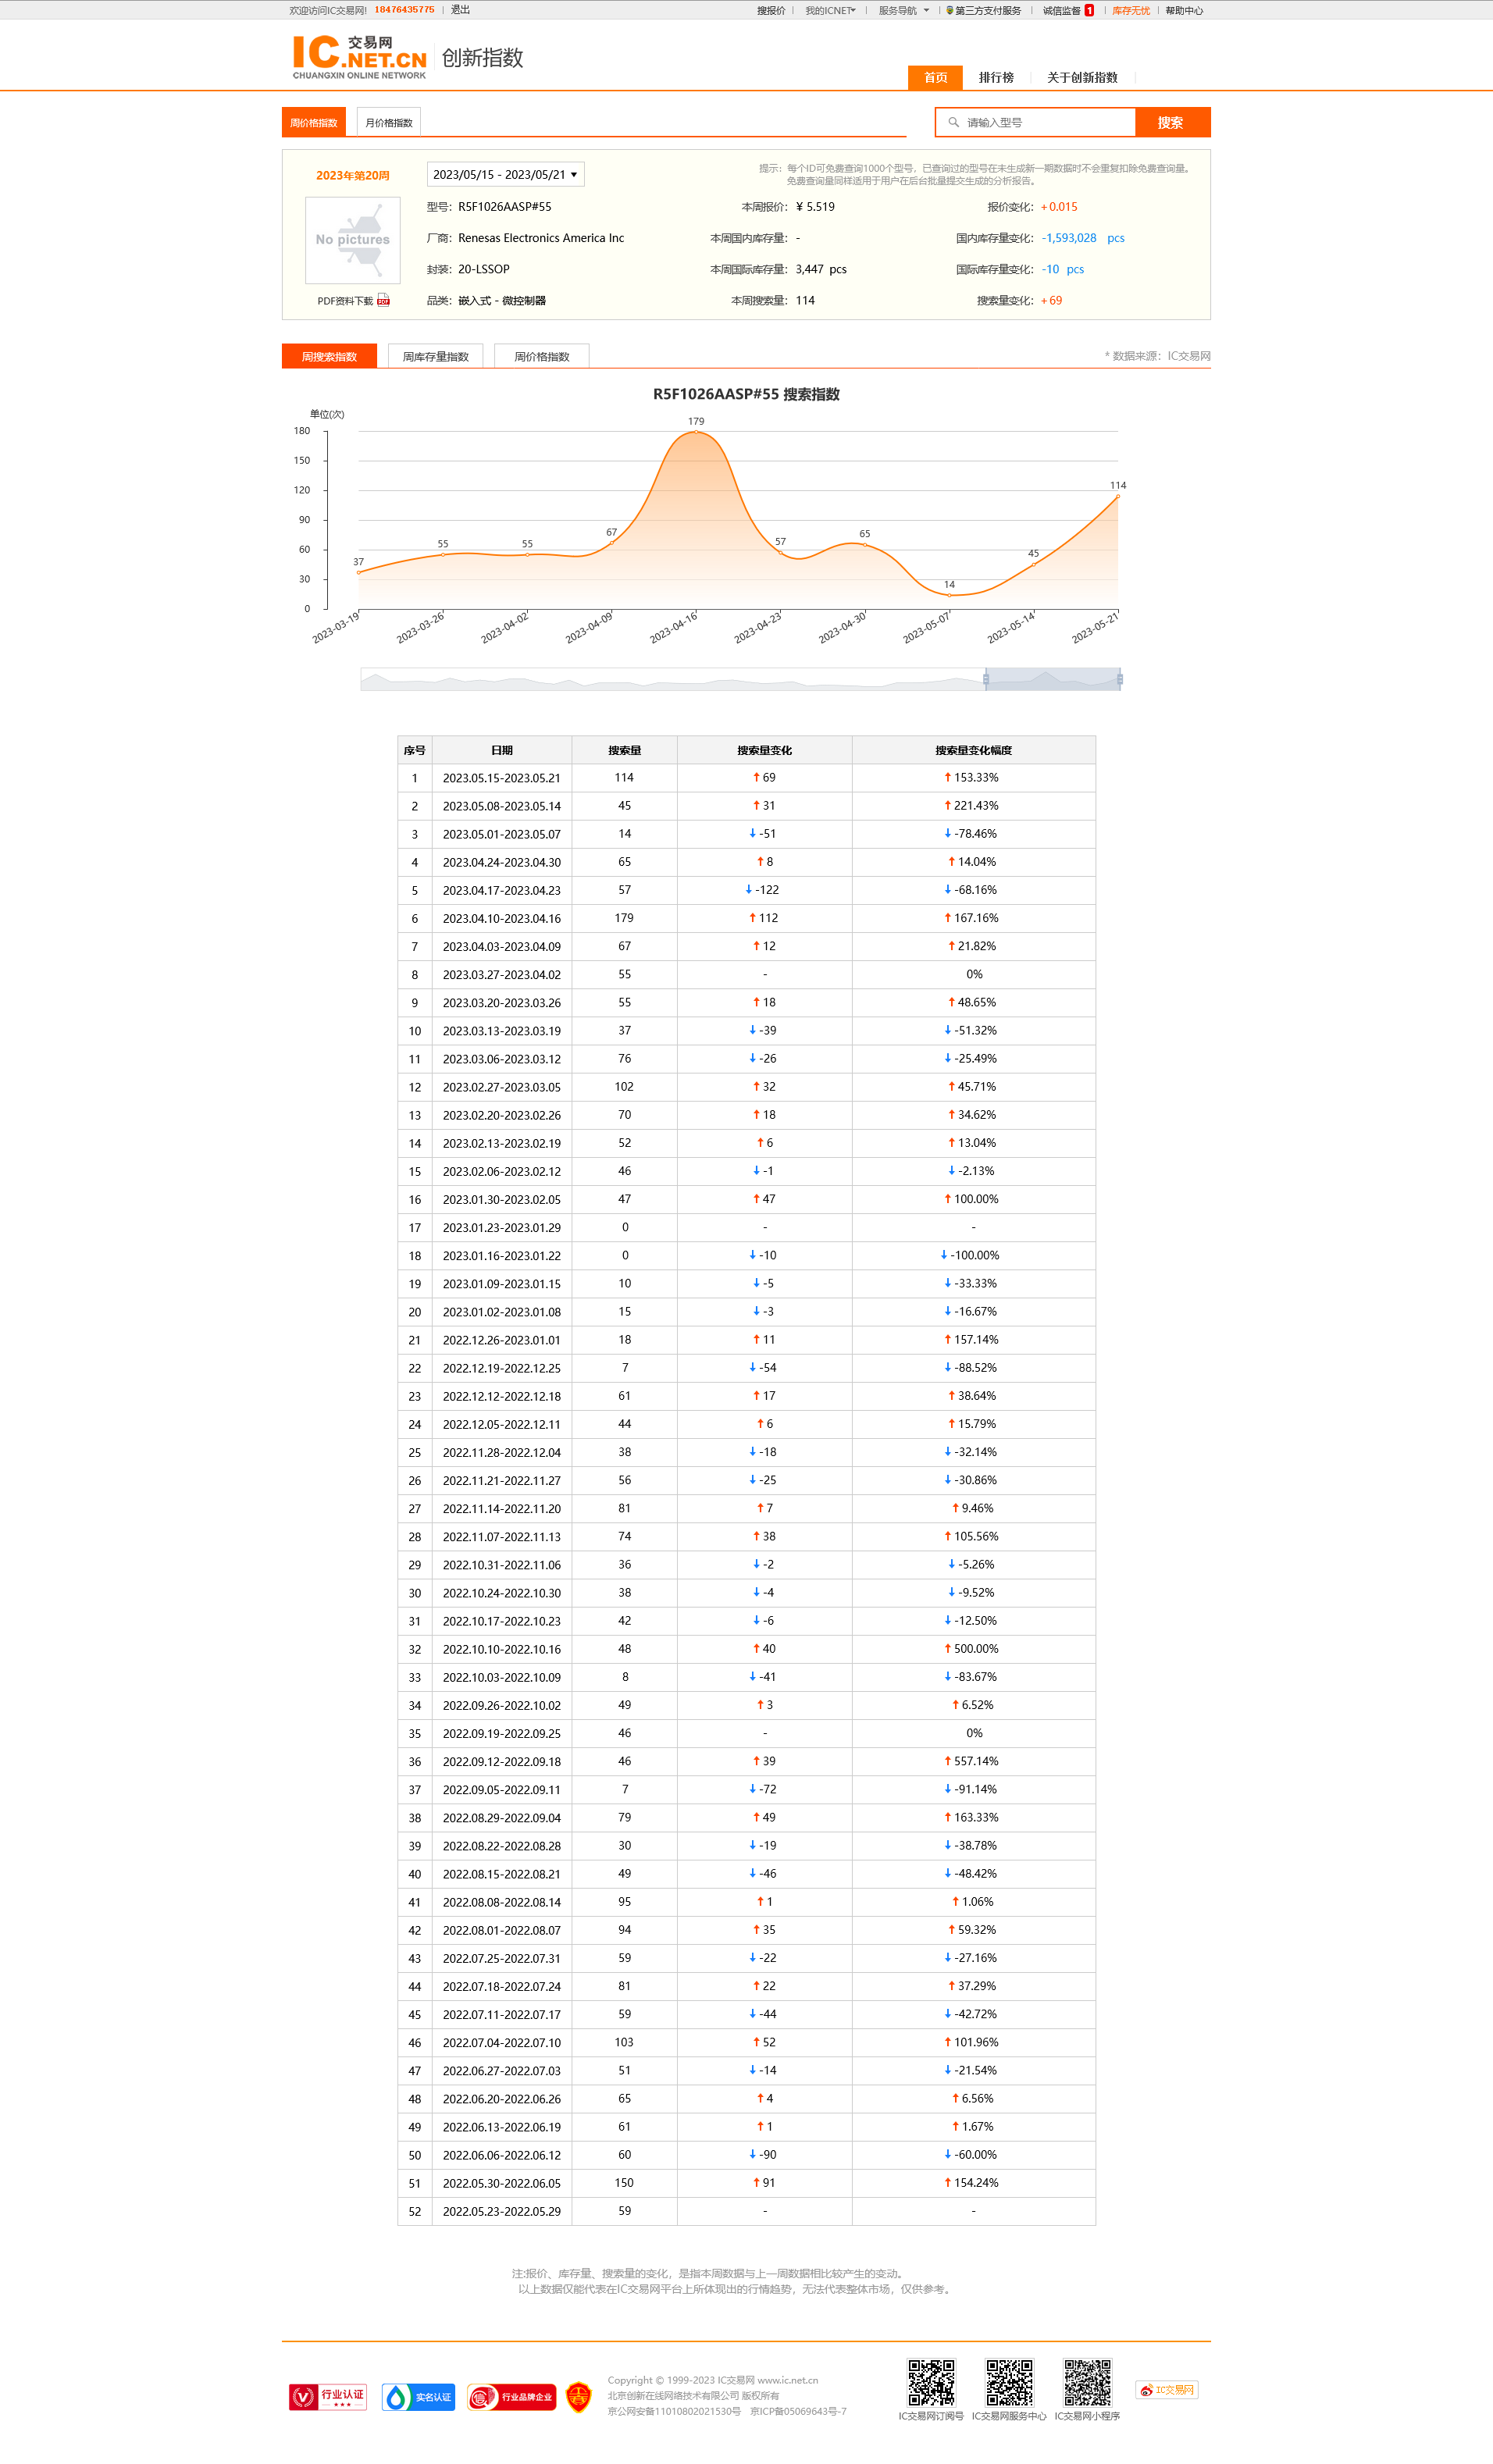 欢迎访问IC交易网! 18476435775 退出 搜报价 我的ICNET 服务导航 第三方支付服务 诚信监督 1 库存无忧 帮助中心
IC 交易网 .NET.CN 创新指数
CHUANGXIN ONLINE NETWORK
首页 排行榜 关于创新指数
周价格指数 月价格指数 请输入型号 搜索
2023年第20周 2023/05/15 - 2023/05/21
提示：每个ID可免费查询1000个型号，已查询过的型号在未生成新一期数据时不会重复扣除免费查询量。
免费查询量同样适用于用户在后台批量提交生成的分析报告。
型号：R5F1026AASP#55 本周报价：¥ 5.519 报价变化：+0.015
No pictures
厂商：Renesas Electronics America Inc 本周国内库存量：- 国内库存量变化：-1,593,028 pcs
封装：20-LSSOP 本周国际库存量：3,447 pcs 国际库存量变化：-10 pcs
PDF资料下载 PDF
品类：嵌入式 - 微控制器 本周搜索量：114 搜索量变化：+69
周搜索指数 周库存量指数 周价格指数 * 数据来源：IC交易网
R5F1026AASP#55 搜索指数
单位(次)
180
150
120
90
60
30
0
37 55 55 67 179 57 65 14 45 114
2023-03-19 2023-03-26 2023-04-02 2023-04-09 2023-04-16 2023-04-23 2023-04-30 2023-05-07 2023-05-14 2023-05-21
序号 日期 搜索量 搜索量变化 搜索量变化幅度
1 2023.05.15-2023.05.21 114 ↑ 69 ↑ 153.33%
2 2023.05.08-2023.05.14 45 ↑ 31 ↑ 221.43%
3 2023.05.01-2023.05.07 14 ↓ -51 ↓ -78.46%
4 2023.04.24-2023.04.30 65 ↑ 8 ↑ 14.04%
5 2023.04.17-2023.04.23 57 ↓ -122 ↓ -68.16%
6 2023.04.10-2023.04.16 179 ↑ 112 ↑ 167.16%
7 2023.04.03-2023.04.09 67 ↑ 12 ↑ 21.82%
8 2023.03.27-2023.04.02 55 - 0%
9 2023.03.20-2023.03.26 55 ↑ 18 ↑ 48.65%
10 2023.03.13-2023.03.19 37 ↓ -39 ↓ -51.32%
11 2023.03.06-2023.03.12 76 ↓ -26 ↓ -25.49%
12 2023.02.27-2023.03.05 102 ↑ 32 ↑ 45.71%
13 2023.02.20-2023.02.26 70 ↑ 18 ↑ 34.62%
14 2023.02.13-2023.02.19 52 ↑ 6 ↑ 13.04%
15 2023.02.06-2023.02.12 46 ↓ -1 ↓ -2.13%
16 2023.01.30-2023.02.05 47 ↑ 47 ↑ 100.00%
17 2023.01.23-2023.01.29 0 - -
18 2023.01.16-2023.01.22 0 ↓ -10 ↓ -100.00%
19 2023.01.09-2023.01.15 10 ↓ -5 ↓ -33.33%
20 2023.01.02-2023.01.08 15 ↓ -3 ↓ -16.67%
21 2022.12.26-2023.01.01 18 ↑ 11 ↑ 157.14%
22 2022.12.19-2022.12.25 7 ↓ -54 ↓ -88.52%
23 2022.12.12-2022.12.18 61 ↑ 17 ↑ 38.64%
24 2022.12.05-2022.12.11 44 ↑ 6 ↑ 15.79%
25 2022.11.28-2022.12.04 38 ↓ -18 ↓ -32.14%
26 2022.11.21-2022.11.27 56 ↓ -25 ↓ -30.86%
27 2022.11.14-2022.11.20 81 ↑ 7 ↑ 9.46%
28 2022.11.07-2022.11.13 74 ↑ 38 ↑ 105.56%
29 2022.10.31-2022.11.06 36 ↓ -2 ↓ -5.26%
30 2022.10.24-2022.10.30 38 ↓ -4 ↓ -9.52%
31 2022.10.17-2022.10.23 42 ↓ -6 ↓ -12.50%
32 2022.10.10-2022.10.16 48 ↑ 40 ↑ 500.00%
33 2022.10.03-2022.10.09 8 ↓ -41 ↓ -83.67%
34 2022.09.26-2022.10.02 49 ↑ 3 ↑ 6.52%
35 2022.09.19-2022.09.25 46 - 0%
36 2022.09.12-2022.09.18 46 ↑ 39 ↑ 557.14%
37 2022.09.05-2022.09.11 7 ↓ -72 ↓ -91.14%
38 2022.08.29-2022.09.04 79 ↑ 49 ↑ 163.33%
39 2022.08.22-2022.08.28 30 ↓ -19 ↓ -38.78%
40 2022.08.15-2022.08.21 49 ↓ -46 ↓ -48.42%
41 2022.08.08-2022.08.14 95 ↑ 1 ↑ 1.06%
42 2022.08.01-2022.08.07 94 ↑ 35 ↑ 59.32%
43 2022.07.25-2022.07.31 59 ↓ -22 ↓ -27.16%
44 2022.07.18-2022.07.24 81 ↑ 22 ↑ 37.29%
45 2022.07.11-2022.07.17 59 ↓ -44 ↓ -42.72%
46 2022.07.04-2022.07.10 103 ↑ 52 ↑ 101.96%
47 2022.06.27-2022.07.03 51 ↓ -14 ↓ -21.54%
48 2022.06.20-2022.06.26 65 ↑ 4 ↑ 6.56%
49 2022.06.13-2022.06.19 61 ↑ 1 ↑ 1.67%
50 2022.06.06-2022.06.12 60 ↓ -90 ↓ -60.00%
51 2022.05.30-2022.06.05 150 ↑ 91 ↑ 154.24%
52 2022.05.23-2022.05.29 59 - -
注:报价、库存量、搜索量的变化，是指本周数据与上一周数据相比较产生的变动。
以上数据仅能代表在IC交易网平台上所体现出的行情趋势，无法代表整体市场，仅供参考。
行业认证 实名认证 行业品牌企业
Copyright © 1999-2023 IC交易网 www.ic.net.cn
北京创新在线网络技术有限公司 版权所有
京公网安备11010802021530号 京ICP备05069643号-7
IC交易网订阅号 IC交易网服务中心 IC交易网小程序
IC交易网